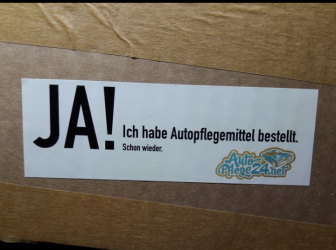 JA! Ich habe Autopflegemittel bestellt.
Schon wieder.
Auto-
Pflege24.net